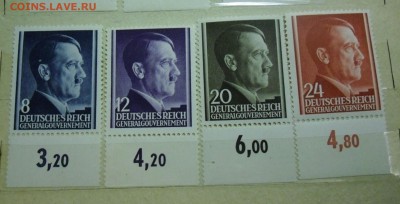 COINS.LAVE.RU
8
DEUTSCHES REICH
GENERALGOUVERNEMENT
3,20
12
DEUTSCHES REICH
GENERALGOUVERNEMENT
4,20
20
DEUTSCHES REICH
GENERALGOUVERNEMENT
6,00
24
DEUTSCHES REICH
GENERALGOUVERNEMENT
4,80